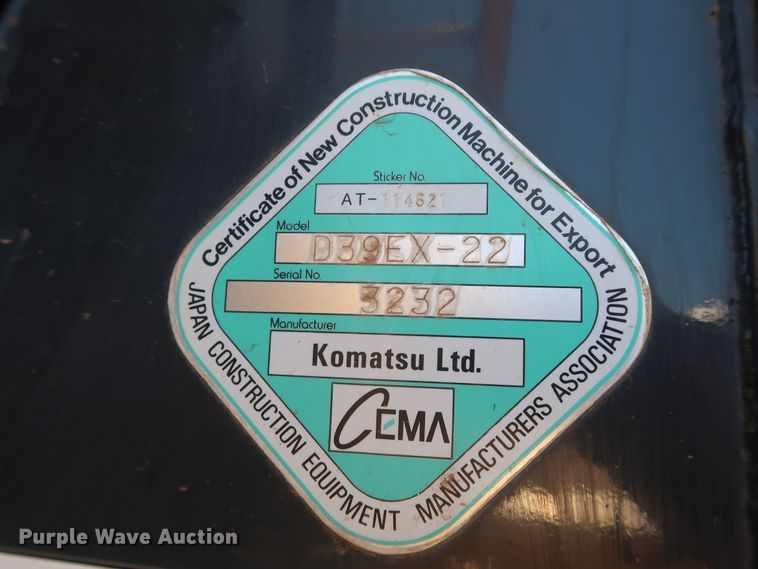 Certificate of New Construction Machine for Export
Sticker No.
AT-114621
Model
D39EX-22
Serial No.
3232
Manufacturer
Komatsu Ltd.
CEMA
JAPAN CONSTRUCTION EQUIPMENT MANUFACTURERS ASSOCIATION
Purple Wave Auction